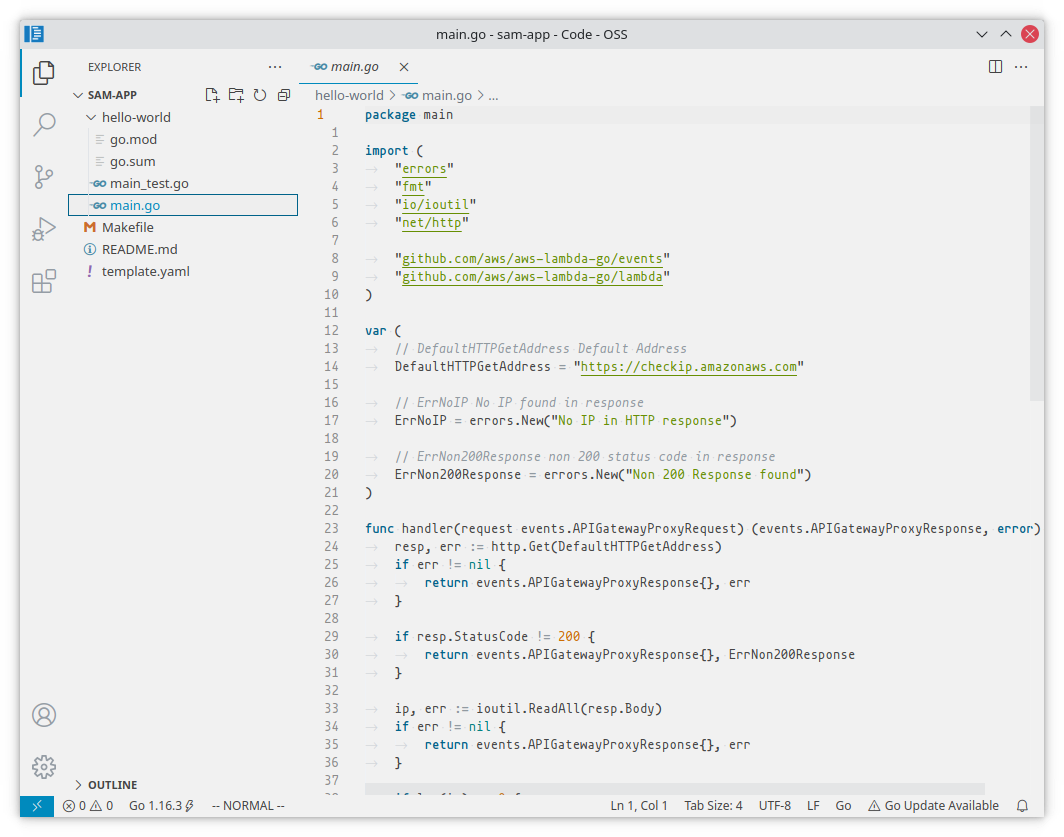 main.go - sam-app - Code - OSS
EXPLORER
SAM-APP
hello-world
go.mod
go.sum
GO main_test.go
GO main.go
M Makefile
README.md
! template.yaml
OUTLINE
GO main.go
hello-world > GO main.go > ...
1 package main
1
2 import (
3 "errors"
4 "fmt"
5 "io/ioutil"
6 "net/http"
7
8 "github.com/aws/aws-lambda-go/events"
9 "github.com/aws/aws-lambda-go/lambda"
10 )
11
12 var (
13 // DefaultHTTPGetAddress Default Address
14 DefaultHTTPGetAddress = "https://checkip.amazonaws.com"
15
16 // ErrNoIP No IP found in response
17 ErrNoIP = errors.New("No IP in HTTP response")
18
19 // ErrNon200Response non 200 status code in response
20 ErrNon200Response = errors.New("Non 200 Response found")
21 )
22
23 func handler(request events.APIGatewayProxyRequest) (events.APIGatewayProxyResponse, error)
24 resp, err := http.Get(DefaultHTTPGetAddress)
25 if err != nil {
26 return events.APIGatewayProxyResponse{}, err
27 }
28
29 if resp.StatusCode != 200 {
30 return events.APIGatewayProxyResponse{}, ErrNon200Response
31 }
32
33 ip, err := ioutil.ReadAll(resp.Body)
34 if err != nil {
35 return events.APIGatewayProxyResponse{}, err
36 }
37
0 0 Go 1.16.3 -- NORMAL -- Ln 1, Col 1 Tab Size: 4 UTF-8 LF Go Go Update Available